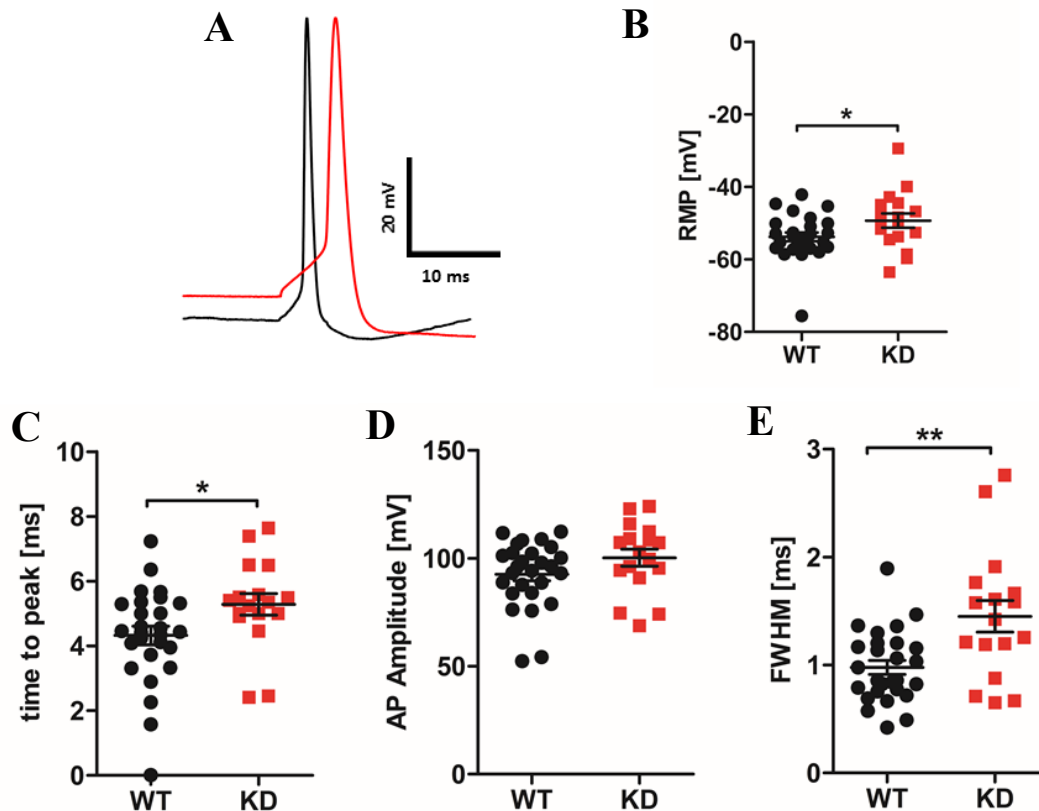 A
20 mV
10 ms
B
RMP [mV]
0
-20
-40
-60
-80
*
WT
KD
C
time to peak [ms]
10
8
6
4
2
0
*
WT
KD
D
AP Amplitude [mV]
150
100
50
0
WT
KD
E
FWHM [ms]
3
2
1
0
**
WT
KD